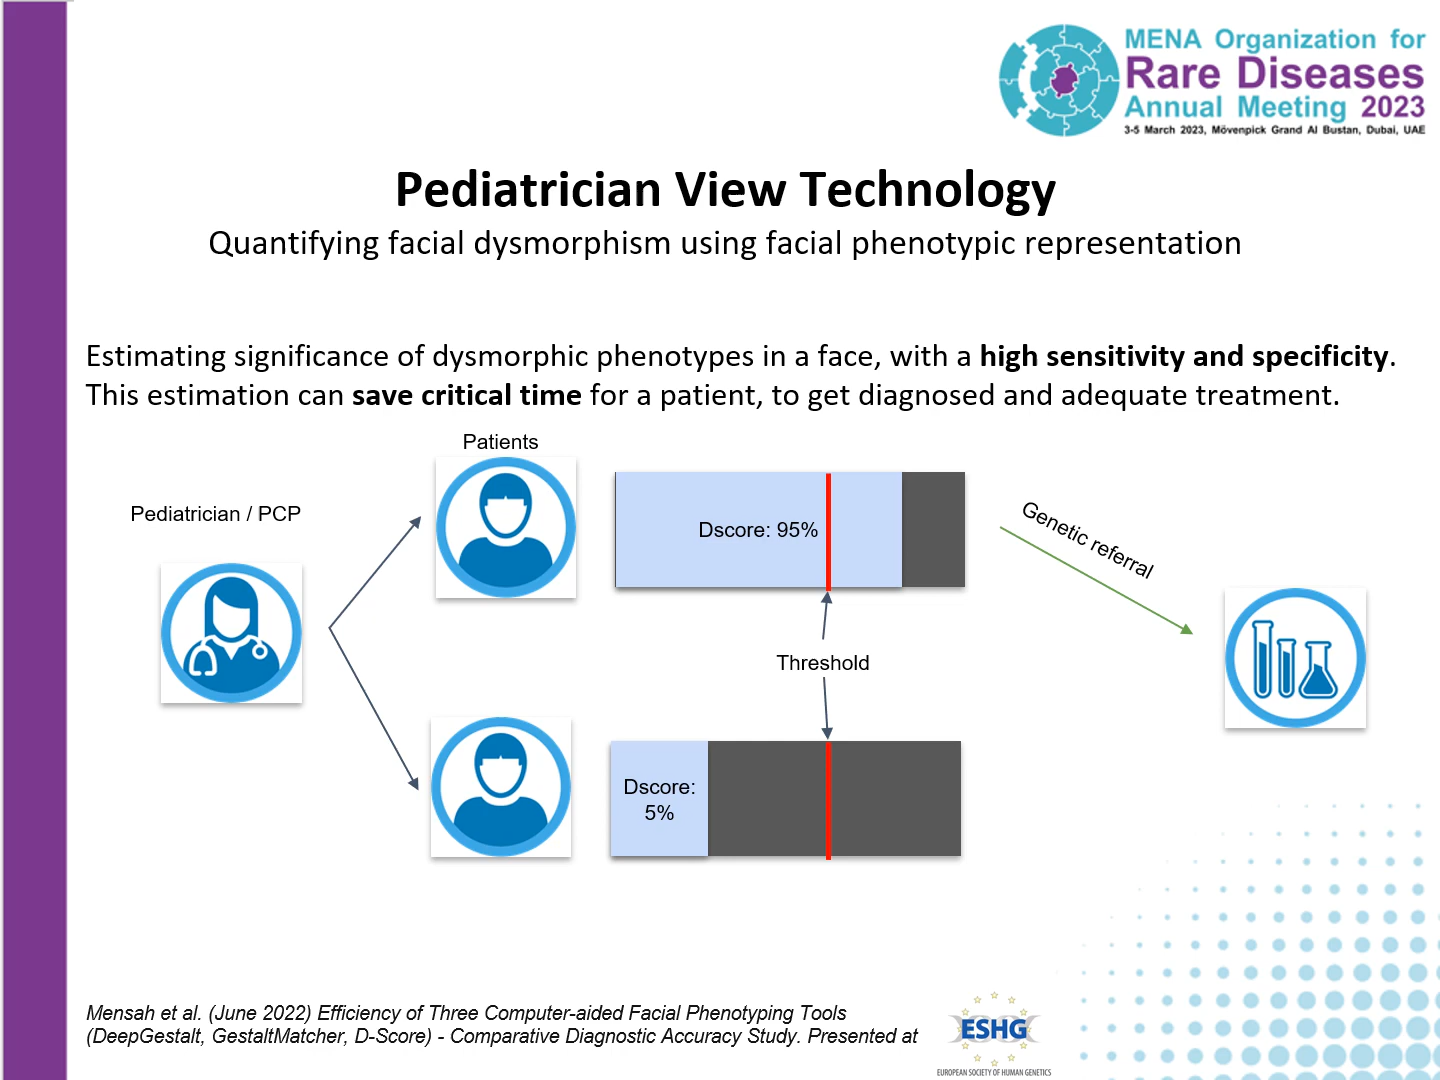 MENA Organization for
Rare Diseases
Annual Meeting 2023
3-5 March 2023, Mövenpick Grand Al Bustan, Dubai, UAE
Pediatrician View Technology
Quantifying facial dysmorphism using facial phenotypic representation
Estimating significance of dysmorphic phenotypes in a face, with a high sensitivity and specificity.
This estimation can save critical time for a patient, to get diagnosed and adequate treatment.
Patients
Pediatrician / PCP
Dscore: 95%
Genetic referral
Threshold
Dscore:
5%
Mensah et al. (June 2022) Efficiency of Three Computer-aided Facial Phenotyping Tools
(DeepGestalt, GestaltMatcher, D-Score) - Comparative Diagnostic Accuracy Study. Presented at
ESHG
EUROPEAN SOCIETY OF HUMAN GENETICS